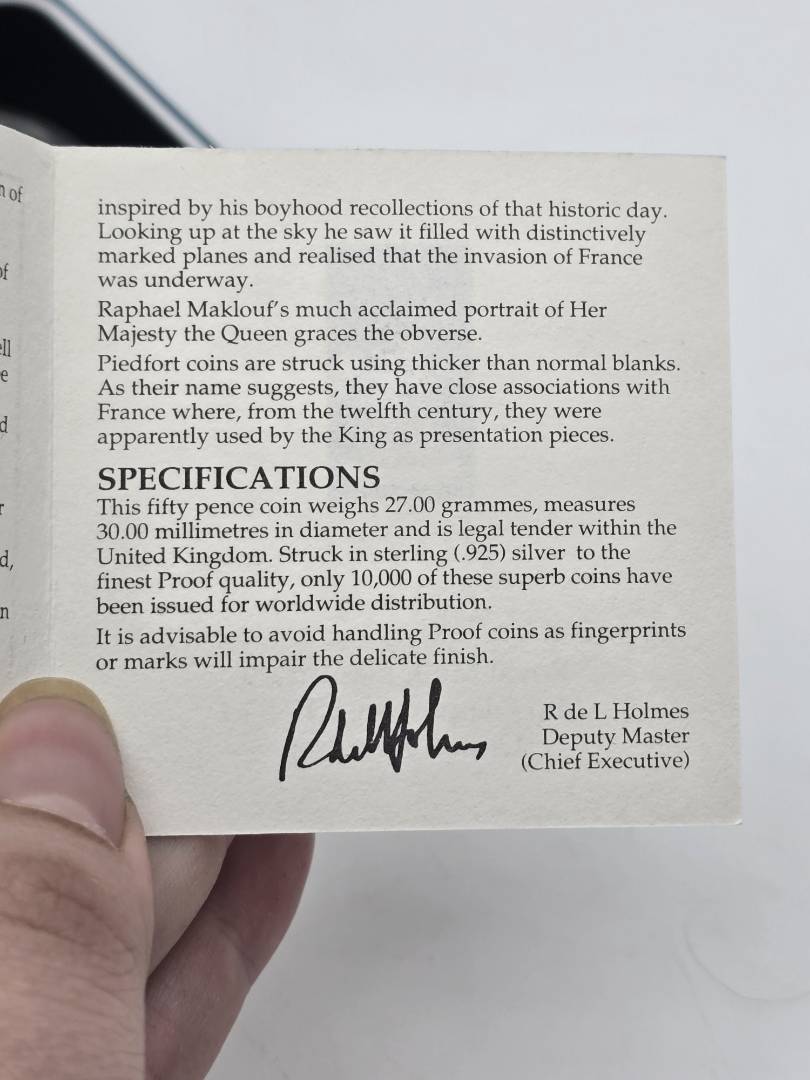 n of
of
ell
e
d
r
d,
n
inspired by his boyhood recollections of that historic day.
Looking up at the sky he saw it filled with distinctively
marked planes and realised that the invasion of France
was underway.
Raphael Maklouf's much acclaimed portrait of Her
Majesty the Queen graces the obverse.
Piedfort coins are struck using thicker than normal blanks.
As their name suggests, they have close associations with
France where, from the twelfth century, they were
apparently used by the King as presentation pieces.
SPECIFICATIONS
This fifty pence coin weighs 27.00 grammes, measures
30.00 millimetres in diameter and is legal tender within the
United Kingdom. Struck in sterling (.925) silver to the
finest Proof quality, only 10,000 of these superb coins have
been issued for worldwide distribution.
It is advisable to avoid handling Proof coins as fingerprints
or marks will impair the delicate finish.
R de L Holmes
R de L Holmes
Deputy Master
(Chief Executive)